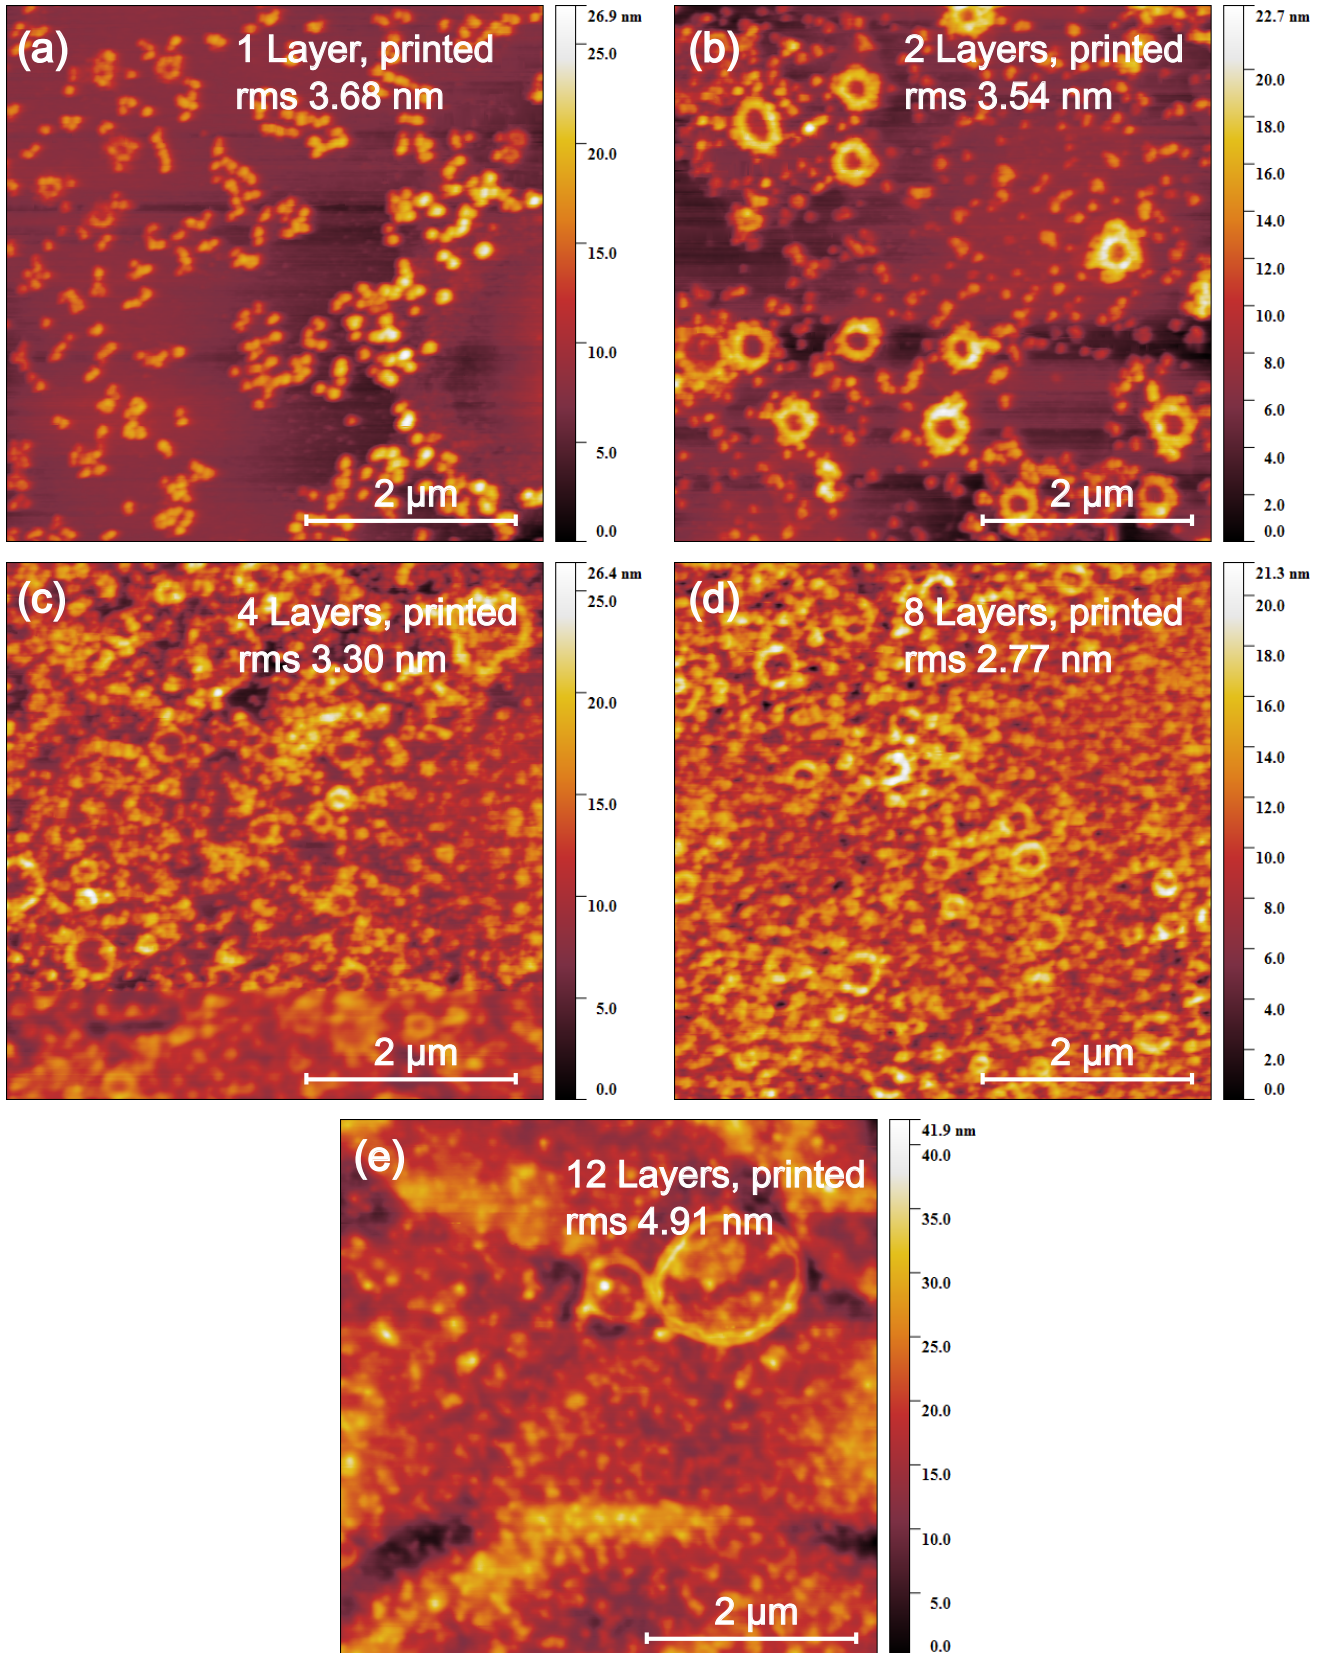 (a)
1 Layer, printed
rms 3.68 nm
2 µm
26.9 nm
25.0
20.0
15.0
10.0
5.0
0.0
(b)
2 Layers, printed
rms 3.54 nm
2 µm
22.7 nm
20.0
18.0
16.0
14.0
12.0
10.0
8.0
6.0
4.0
2.0
0.0
(c)
4 Layers, printed
rms 3.30 nm
2 µm
26.4 nm
25.0
20.0
15.0
10.0
5.0
0.0
(d)
8 Layers, printed
rms 2.77 nm
2 µm
21.3 nm
20.0
18.0
16.0
14.0
12.0
10.0
8.0
6.0
4.0
2.0
0.0
(e)
12 Layers, printed
rms 4.91 nm
2 µm
41.9 nm
40.0
35.0
30.0
25.0
20.0
15.0
10.0
5.0
0.0